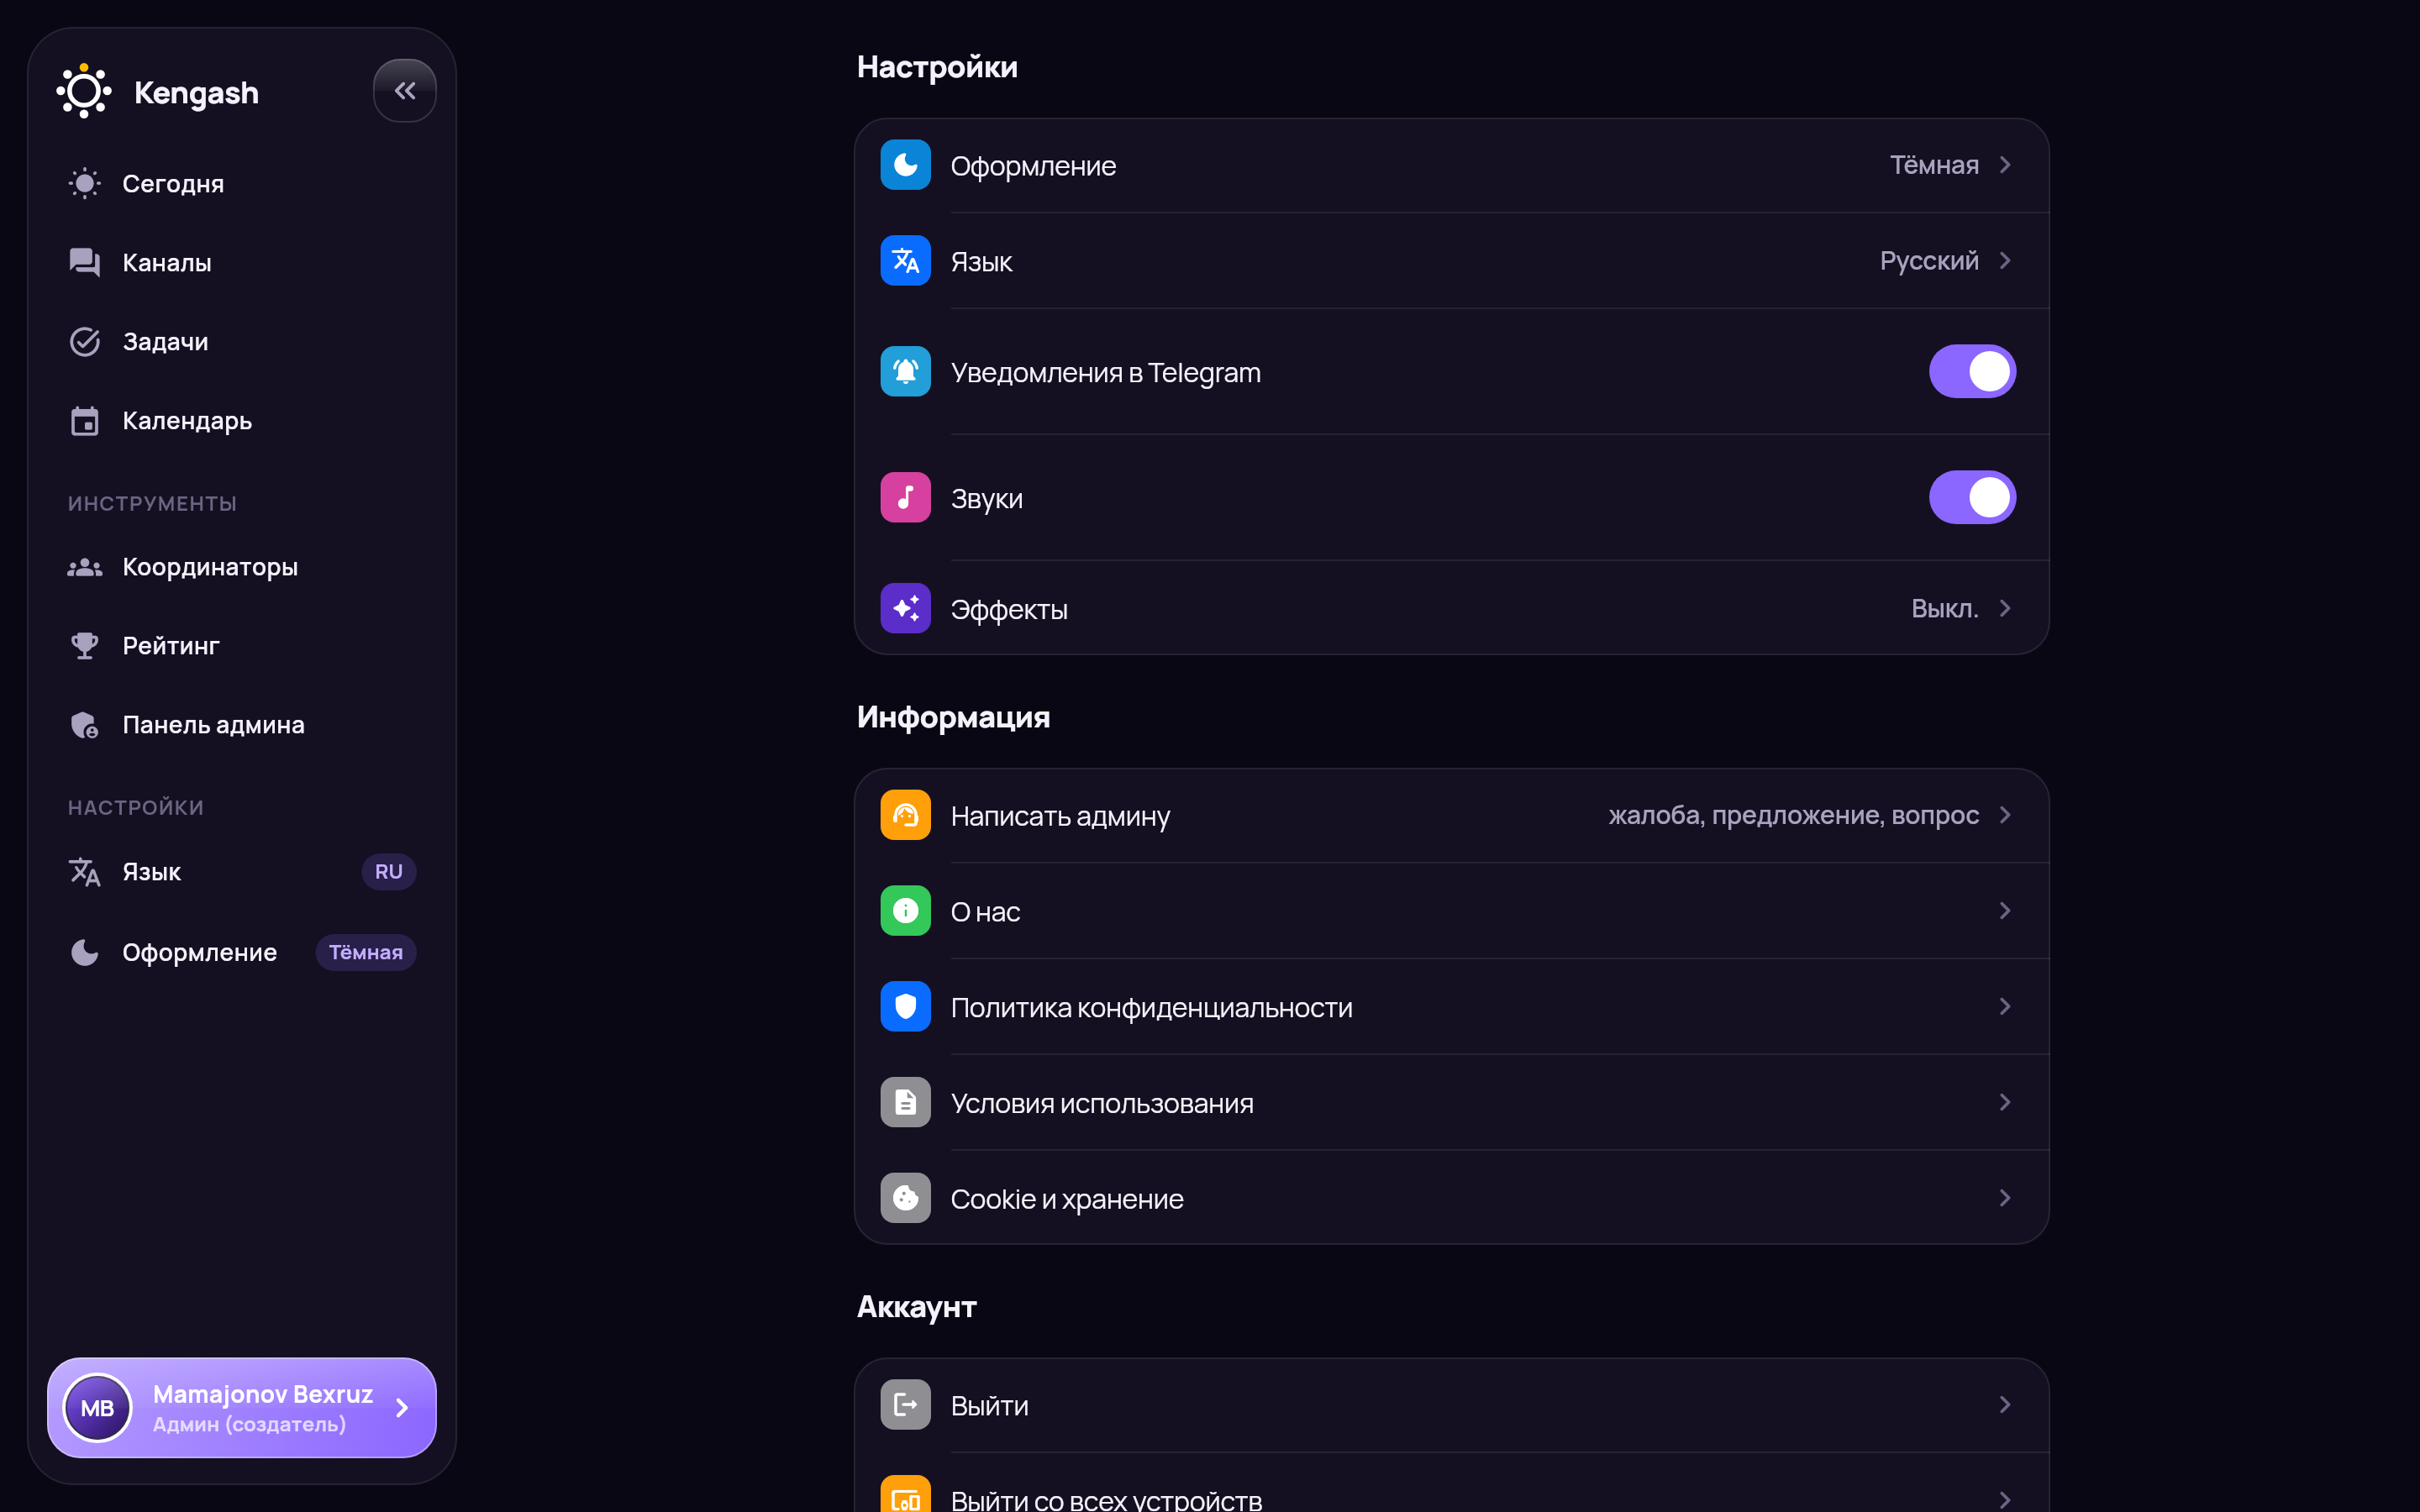 Kengash
Сегодня
Каналы
Задачи
Календарь
ИНСТРУМЕНТЫ
Координаторы
Рейтинг
Панель админа
НАСТРОЙКИ
Язык RU
Оформление Тёмная
MB
Mamajonov Bexruz
Админ (создатель)
Настройки
Оформление Тёмная
Язык Русский
Уведомления в Telegram
Звуки
Эффекты Выкл.
Информация
Написать админу жалоба, предложение, вопрос
О нас
Политика конфиденциальности
Условия использования
Cookie и хранение
Аккаунт
Выйти
Выйти со всех устройств